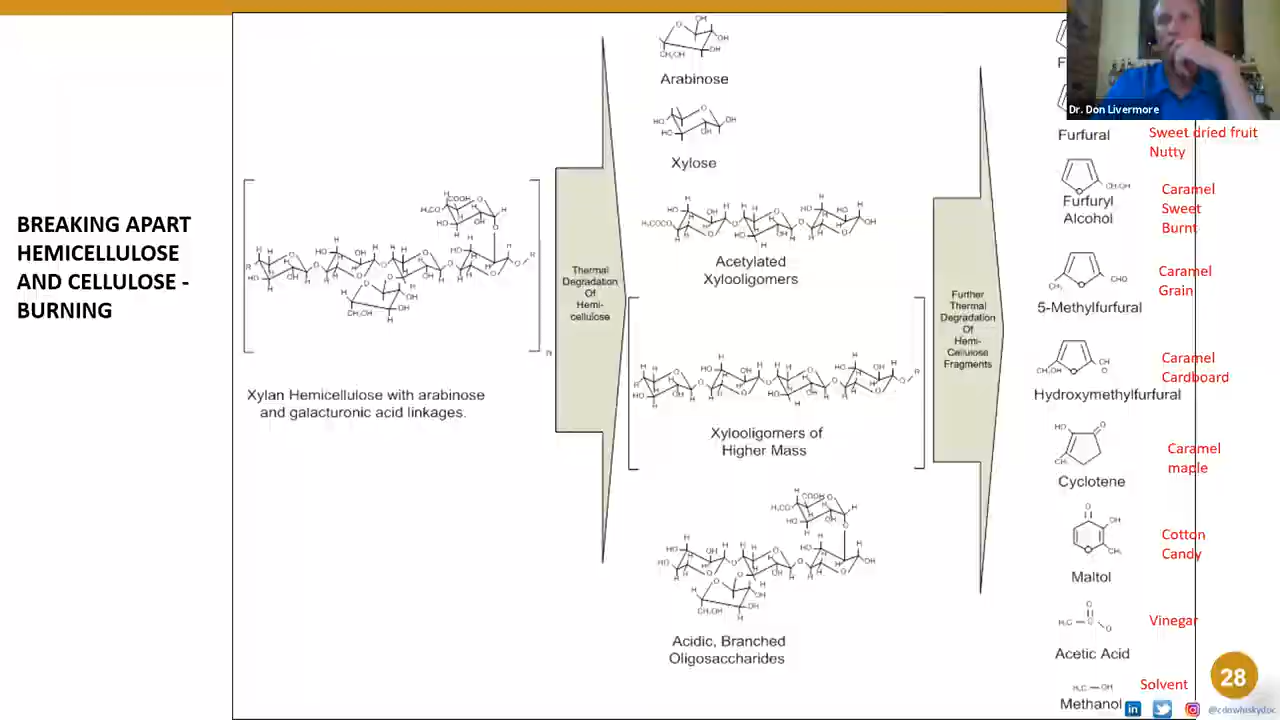 BREAKING APART
HEMICELLULOSE
AND CELLULOSE -
BURNING
Xylan Hemicellulose with arabinose
and galacturonic acid linkages.
n
Thermal
Degradation
Of
Hemi-
cellulose
Arabinose
Xylose
Acetylated
Xylooligomers
Xylooligomers of
Higher Mass
Acidic, Branched
Oligosaccharides
Further
Thermal
Degradation
Of
Hemi-
Cellulose
Fragments
Dr. Don Livermore
Furfural
Sweet dried fruit
Nutty
Furfuryl
Alcohol
Caramel
Sweet
Burnt
5-Methylfurfural
Caramel
Grain
Hydroxymethylfurfural
Caramel
Cardboard
Cyclotene
Caramel
maple
Maltol
Cotton
Candy
Acetic Acid
Vinegar
Methanol
Solvent
28
in
@cdnwhiskydoc